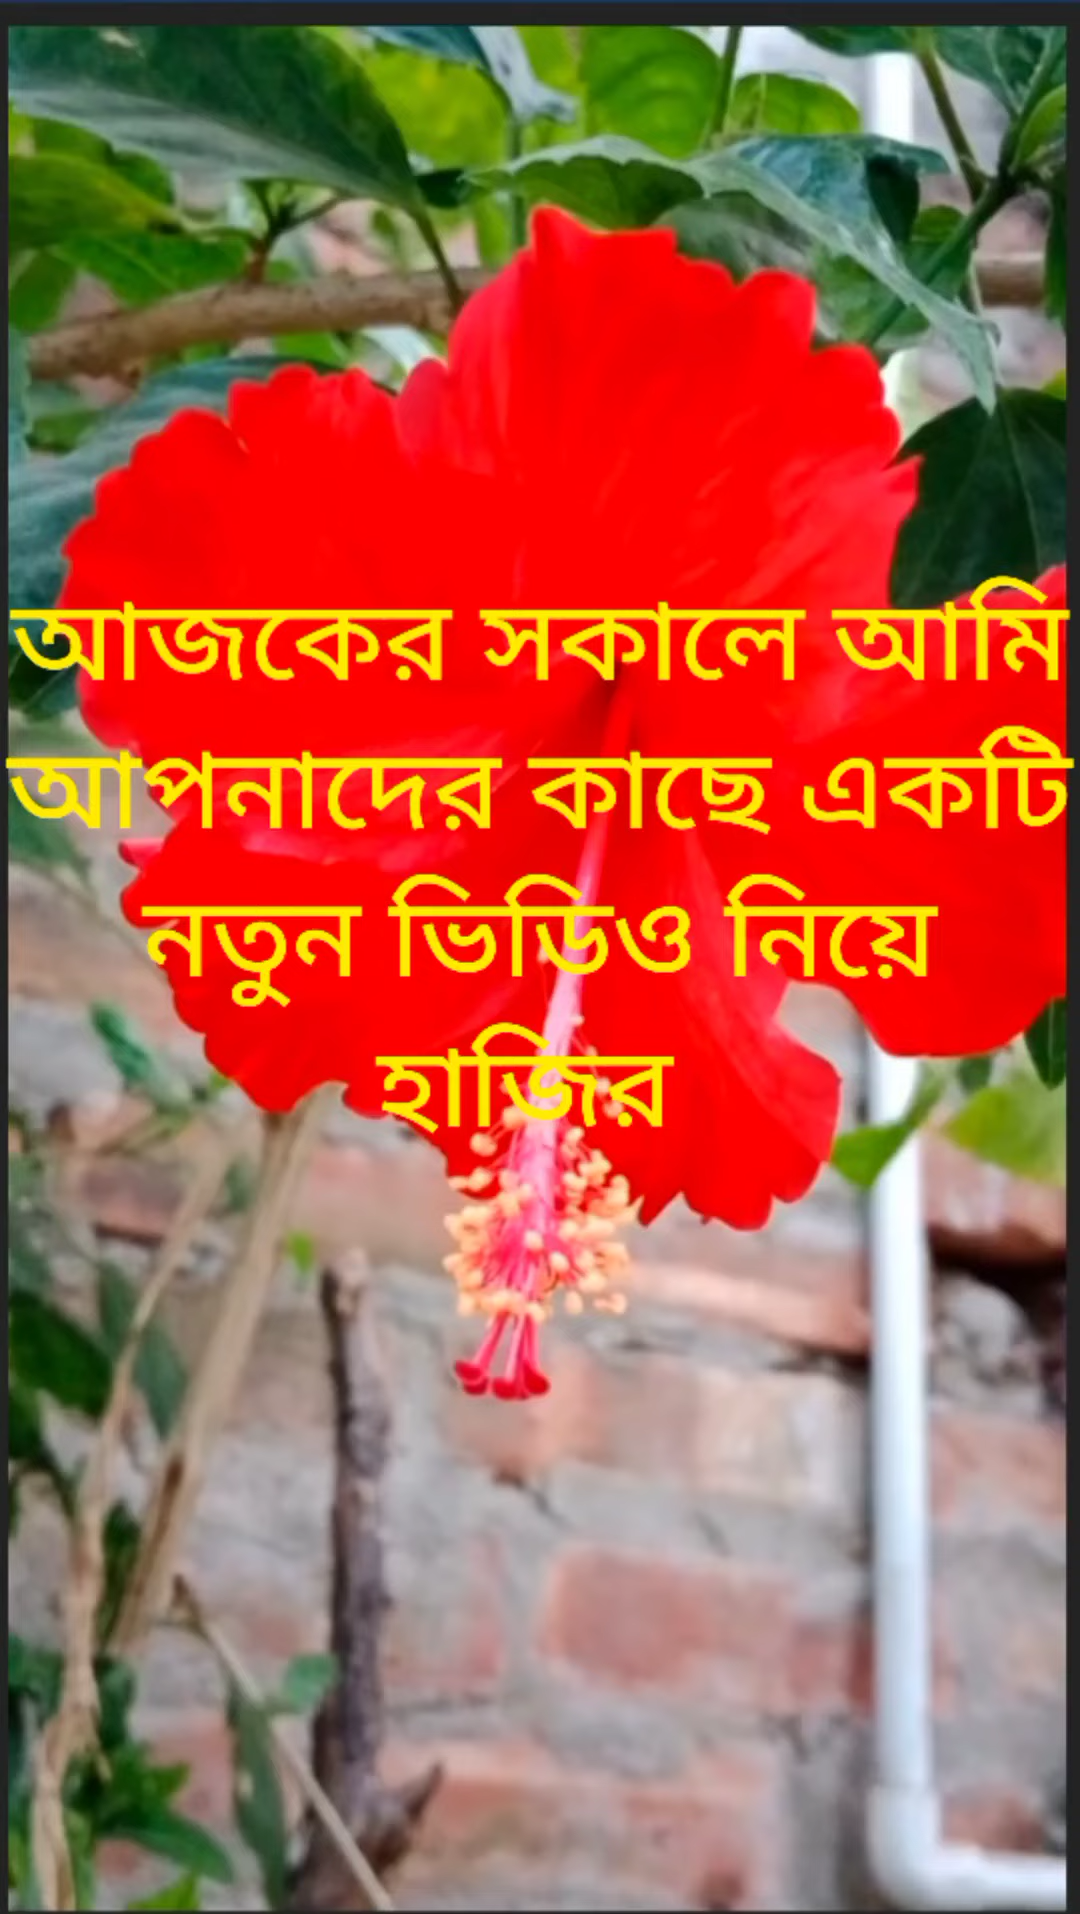 আজকের সকালে আমি
আপনাদের কাছে একটি
নতুন ভিডিও নিয়ে
হাজির